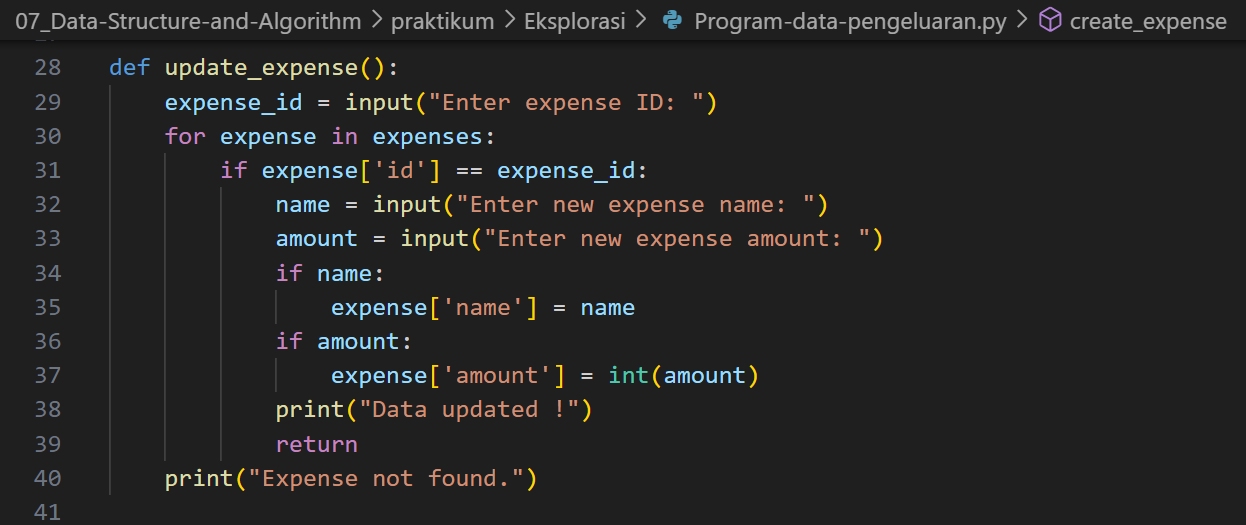 07_Data-Structure-and-Algorithm > praktikum > Eksplorasi > Program-data-pengeluaran.py > create_expense
28 def update_expense():
29     expense_id = input("Enter expense ID: ")
30     for expense in expenses:
31         if expense['id'] == expense_id:
32             name = input("Enter new expense name: ")
33             amount = input("Enter new expense amount: ")
34             if name:
35                 expense['name'] = name
36             if amount:
37                 expense['amount'] = int(amount)
38             print("Data updated !")
39             return
40     print("Expense not found.")
41